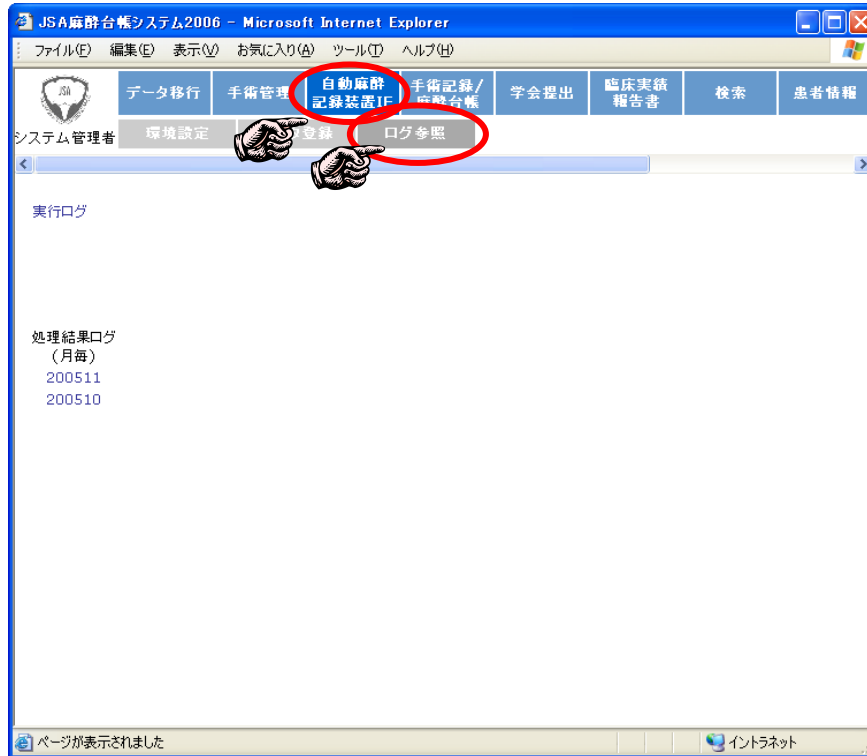 JSA麻酔台帳システム2006 - Microsoft Internet Explorer
ファイル(F) 編集(E) 表示(V) お気に入り(A) ツール(T) ヘルプ(H)
JSA
データ移行
手術管理
自動麻酔
記録装置IF
手術記録/
麻酔台帳
学会提出
臨床実績
報告書
検索
患者情報
システム管理者
環境設定
登録
ログ参照
実行ログ
処理結果ログ
(月毎)
200511
200510
ページが表示されました
イントラネット